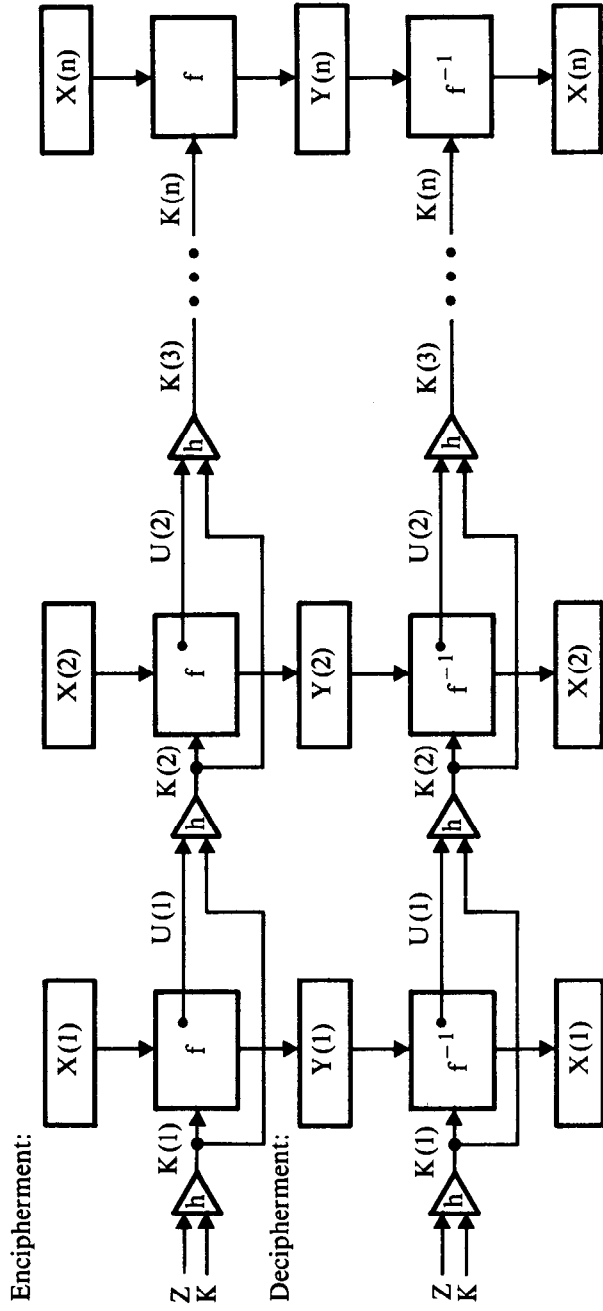 Encipherment:
X(1)
X(2)
X(n)
Z
K
h
K(1)
f
U(1)
h
K(2)
f
U(2)
h
K(3)
• • •
K(n)
f
Y(1)
Y(2)
Y(n)
Decipherment:
Z
K
h
K(1)
f⁻¹
U(1)
h
K(2)
f⁻¹
U(2)
h
K(3)
• • •
K(n)
f⁻¹
X(1)
X(2)
X(n)